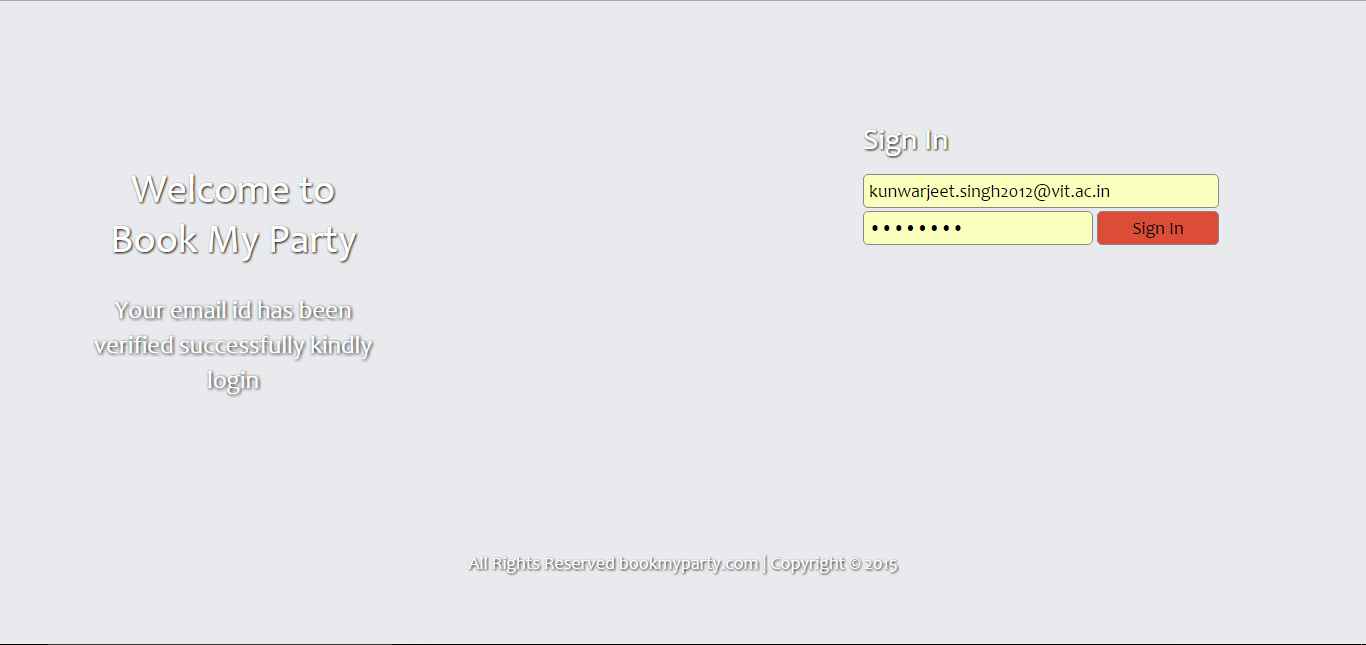 Welcome to
Book My Party
Your email id has been
verified successfully kindly
login
Sign In
kunwarjeet.singh2012@vit.ac.in
••••••••
Sign In
All Rights Reserved bookmyparty.com | Copyright © 2015